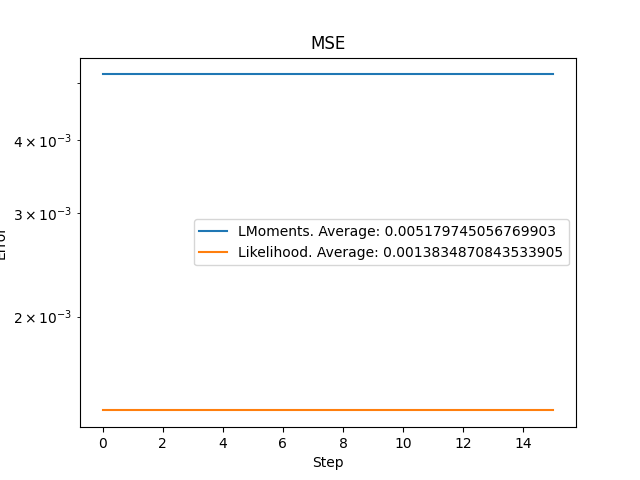 MSE
Error
4 × 10⁻³
3 × 10⁻³
2 × 10⁻³
LMoments. Average: 0.005179745056769903
Likelihood. Average: 0.0013834870843533905
0 2 4 6 8 10 12 14
Step